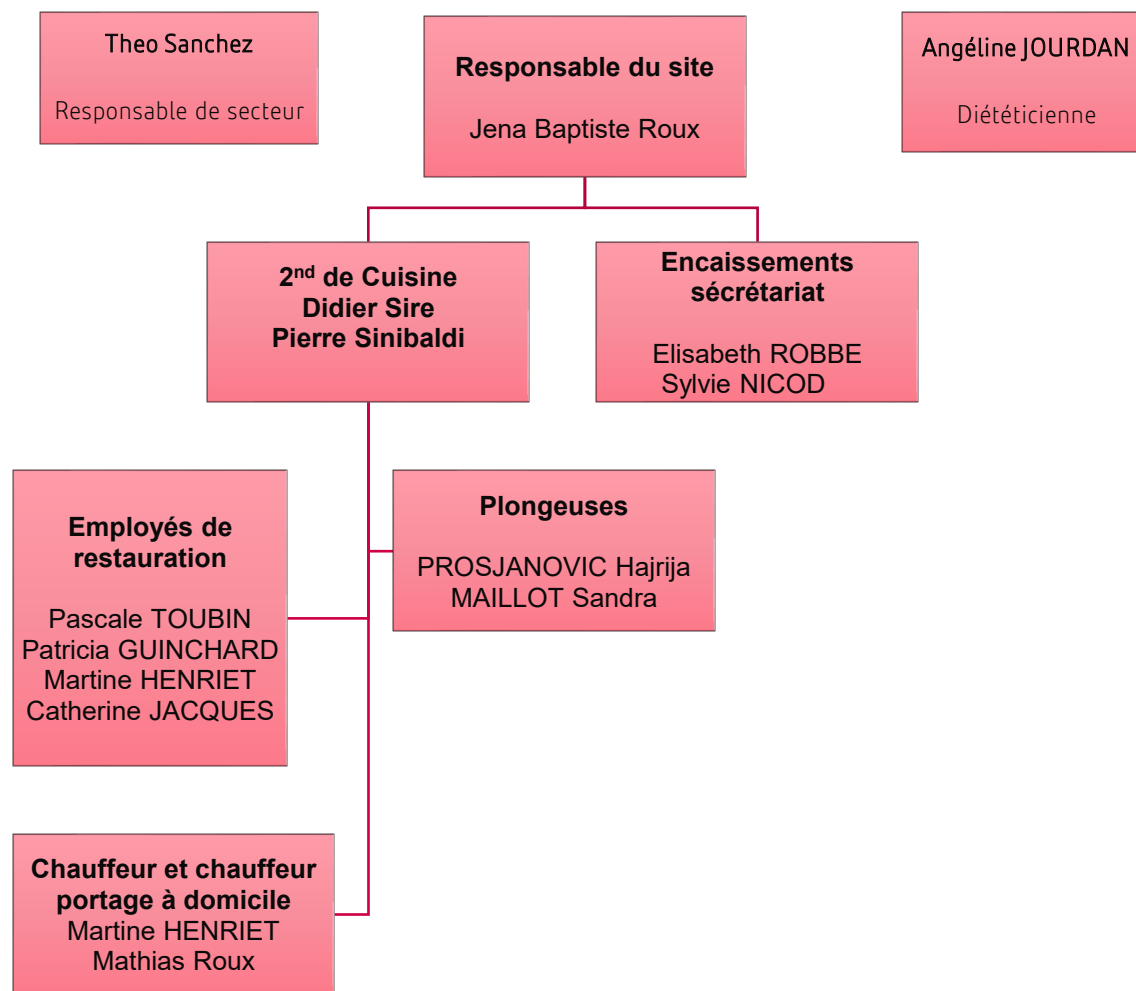 Theo Sanchez
Responsable de secteur
Responsable du site
Jena Baptiste Roux
Angéline JOURDAN
Diététicienne
2nd de Cuisine
Didier Sire
Pierre Sinibaldi
Encaissements
sécrétariat
Elisabeth ROBBE
Sylvie NICOD
Employés de
restauration
Pascale TOUBIN
Patricia GUINCHARD
Martine HENRIET
Catherine JACQUES
Plongeuses
PROSJANOVIC Hajrija
MAILLOT Sandra
Chauffeur et chauffeur
portage à domicile
Martine HENRIET
Mathias Roux